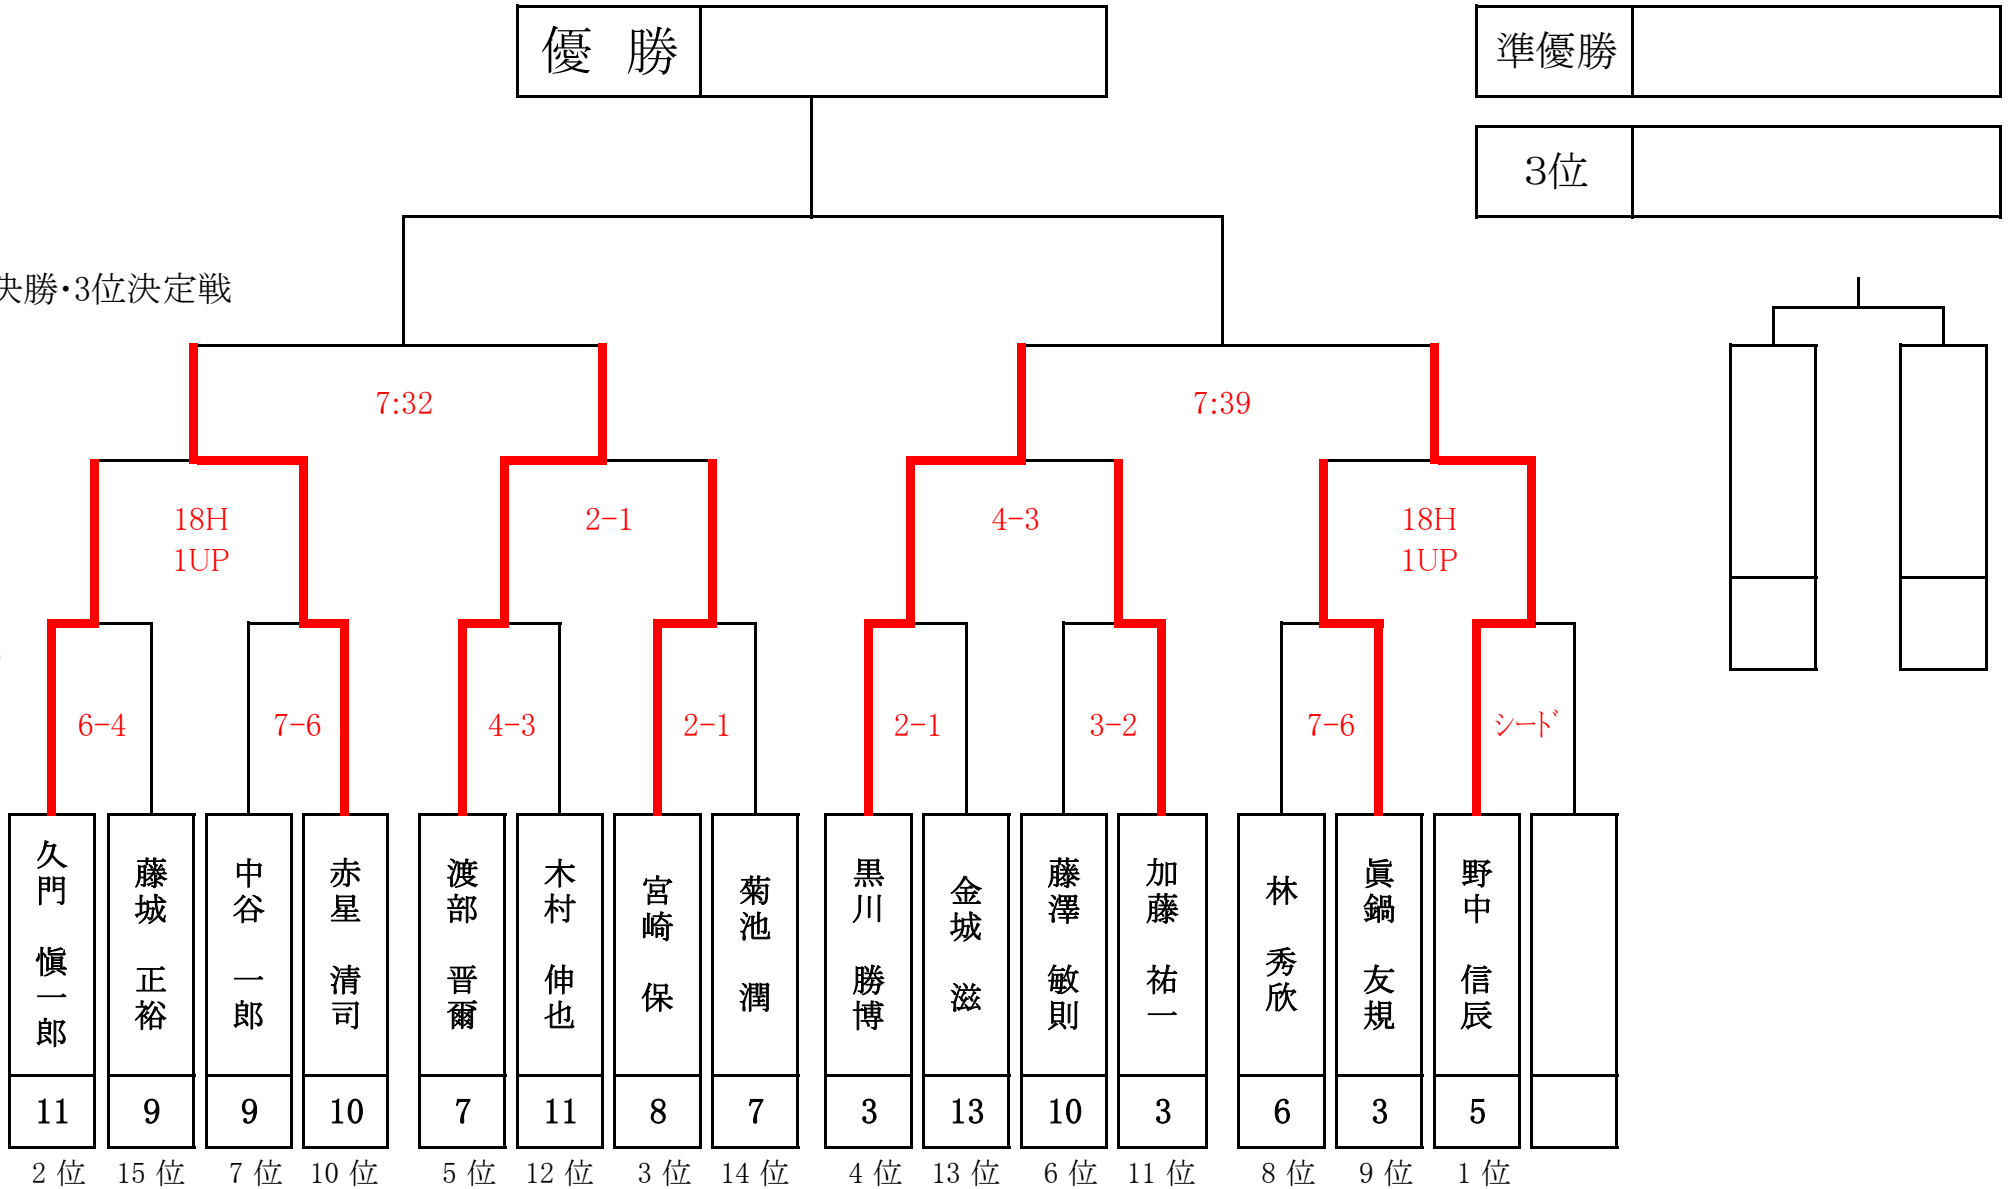 優 勝
準優勝
3位
決勝・3位決定戦
7:32
7:39
18H
1UP
2-1
4-3
18H
1UP
6-4
7-6
4-3
2-1
2-1
3-2
7-6
シード
久門 愼一郎
藤城 正裕
中谷 一郎
赤星 清司
渡部 晋爾
木村 伸也
宮崎 保
菊池 潤
黒川 勝博
金城 滋
藤澤 敏則
加藤 祐一
林 秀欣
眞鍋 友規
野中 信辰
11 9 9 10 7 11 8 7 3 13 10 3 6 3 5
2 位 15 位 7 位 10 位 5 位 12 位 3 位 14 位 4 位 13 位 6 位 11 位 8 位 9 位 1 位